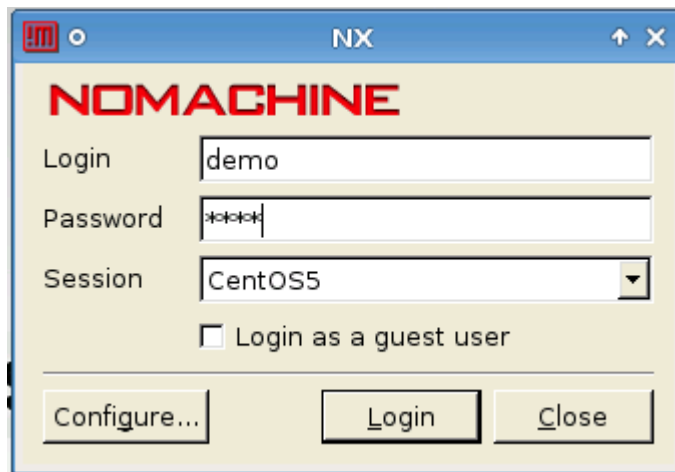 NX
NOMACHINE
Login demo
Password ****
Session CentOS5
Login as a guest user
Configure... Login Close